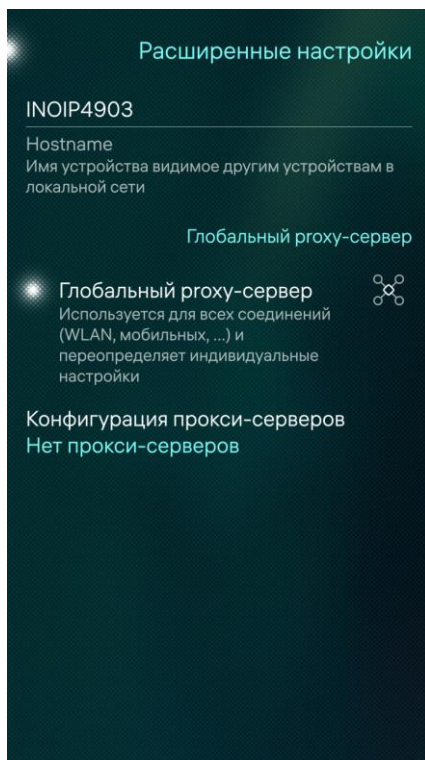 Расширенные настройки
INOIP4903
Hostname
Имя устройства видимое другим устройствам в
локальной сети
Глобальный proxy-сервер
Глобальный proxy-сервер
Используется для всех соединений
(WLAN, мобильных, ...) и
переопределяет индивидуальные
настройки
Конфигурация прокси-серверов
Нет прокси-серверов